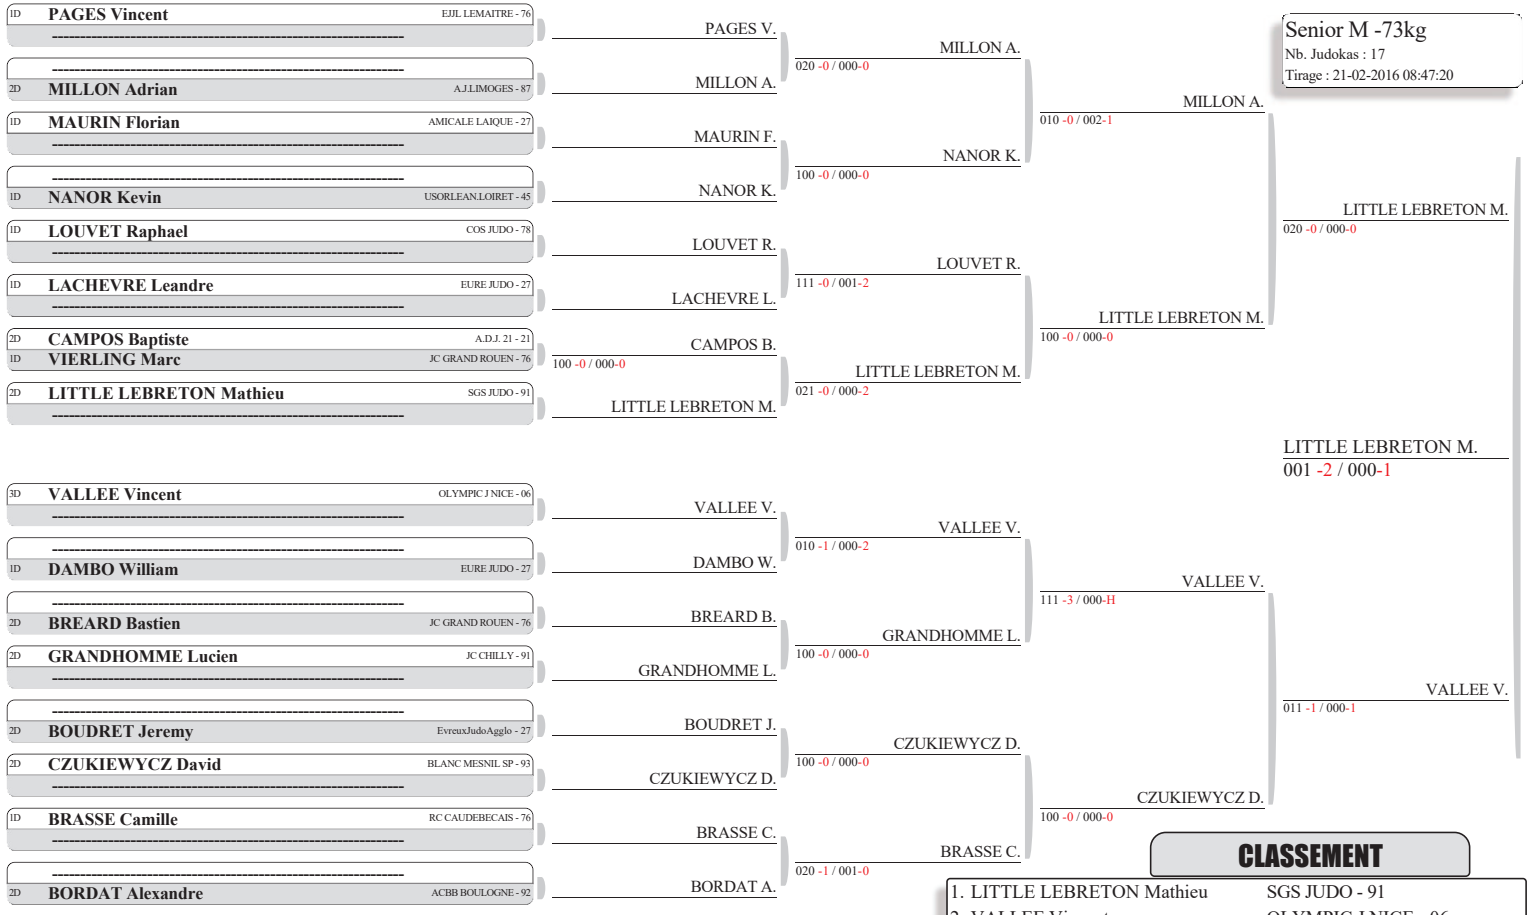 Senior M -73kg
Nb. Judokas : 17
Tirage : 21-02-2016 08:47:20
1D PAGES Vincent EJJL LEMAITRE - 76
2D MILLON Adrian A.J.LIMOGES - 87
1D MAURIN Florian AMICALE LAIQUE - 27
1D NANOR Kevin USORLEAN.LOIRET - 45
1D LOUVET Raphael COS JUDO - 78
1D LACHEVRE Leandre EURE JUDO - 27
2D CAMPOS Baptiste A.D.J. 21 - 21
1D VIERLING Marc JC GRAND ROUEN - 76
2D LITTLE LEBRETON Mathieu SGS JUDO - 91
3D VALLEE Vincent OLYMPIC J NICE - 06
1D DAMBO William EURE JUDO - 27
2D BREARD Bastien JC GRAND ROUEN - 76
2D GRANDHOMME Lucien JC CHILLY - 91
2D BOUDRET Jeremy EvreuxJudoAgglo - 27
2D CZUKIEWYCZ David BLANC MESNIL SP - 93
1D BRASSE Camille RC CAUDEBECAIS - 76
2D BORDAT Alexandre ACBB BOULOGNE - 92
PAGES V.
MILLON A.
MAURIN F.
NANOR K.
LOUVET R.
LACHEVRE L.
CAMPOS B.
100 -0 / 000-0
LITTLE LEBRETON M.
VALLEE V.
DAMBO W.
BREARD B.
GRANDHOMME L.
BOUDRET J.
CZUKIEWYCZ D.
BRASSE C.
BORDAT A.
MILLON A.
020 -0 / 000-0
NANOR K.
100 -0 / 000-0
LOUVET R.
111 -0 / 001-2
LITTLE LEBRETON M.
021 -0 / 000-2
VALLEE V.
010 -1 / 000-2
GRANDHOMME L.
100 -0 / 000-0
CZUKIEWYCZ D.
100 -0 / 000-0
BRASSE C.
020 -1 / 001-0
MILLON A.
010 -0 / 002-1
LITTLE LEBRETON M.
100 -0 / 000-0
VALLEE V.
111 -3 / 000-H
CZUKIEWYCZ D.
100 -0 / 000-0
LITTLE LEBRETON M.
020 -0 / 000-0
VALLEE V.
011 -1 / 000-1
LITTLE LEBRETON M.
001 -2 / 000-1
CLASSEMENT
1. LITTLE LEBRETON Mathieu SGS JUDO - 91
2. VALLEE Vincent OLYMPIC J NICE - 06